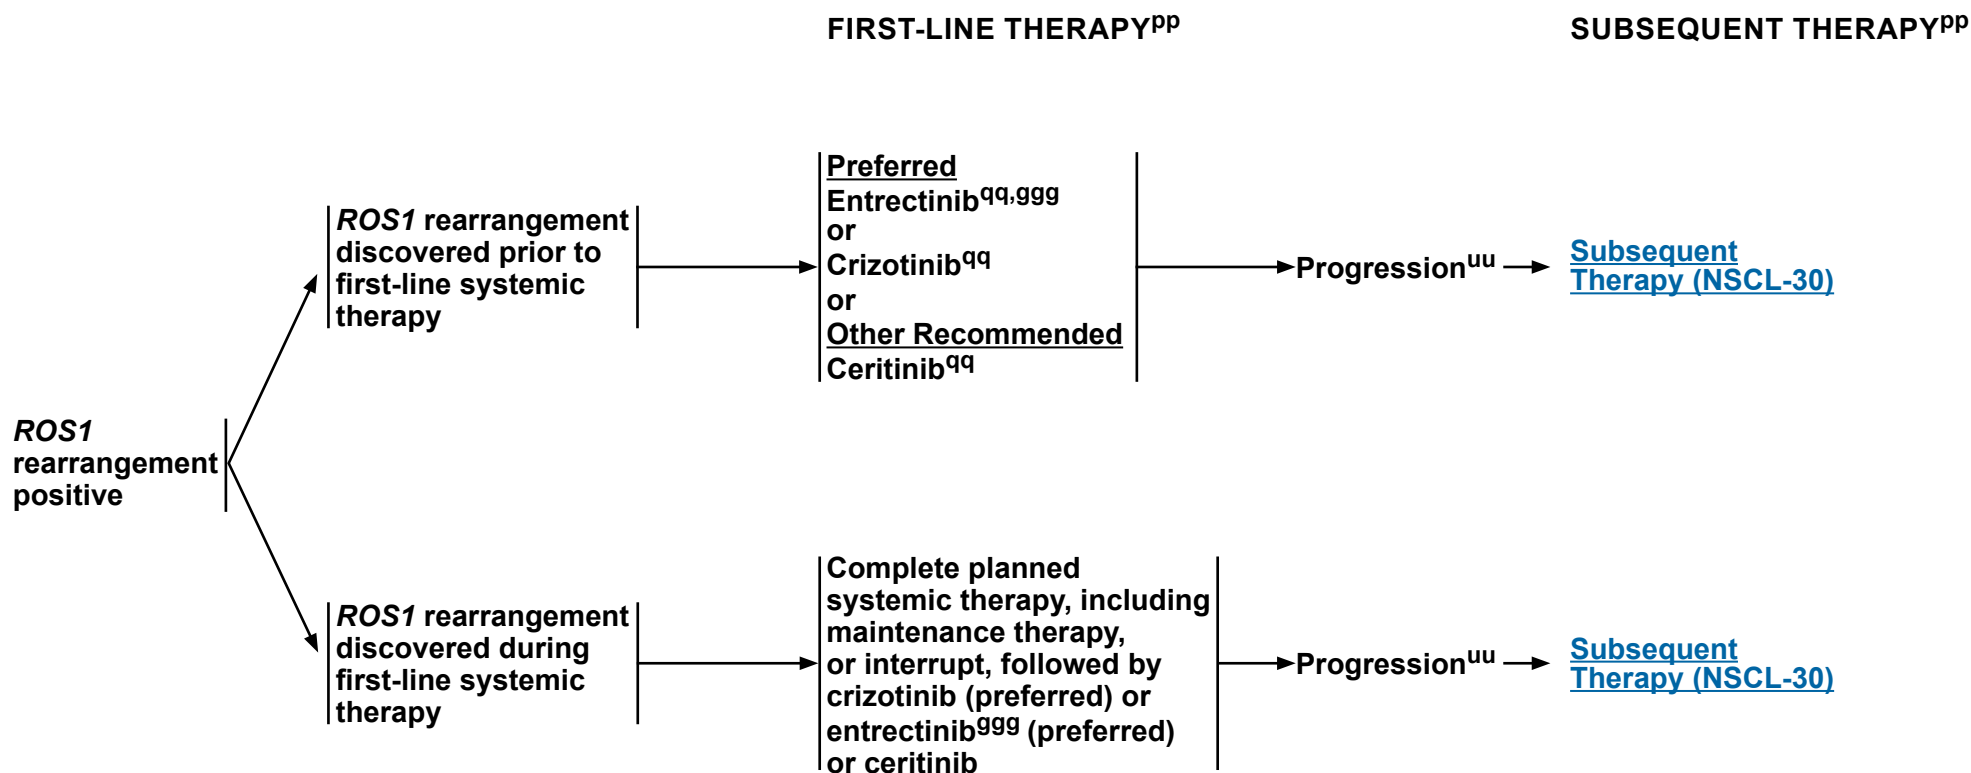 FIRST-LINE THERAPYpp
SUBSEQUENT THERAPYpp
ROS1
rearrangement
positive
ROS1 rearrangement
discovered prior to
first-line systemic
therapy
Preferred
Entrectinibqq,ggg
or
Crizotinibqq
or
Other Recommended
Ceritinibqq
Progressionuu
Subsequent
Therapy (NSCL-30)
ROS1 rearrangement
discovered during
first-line systemic
therapy
Complete planned
systemic therapy, including
maintenance therapy,
or interrupt, followed by
crizotinib (preferred) or
entrectinibggg (preferred)
or ceritinib
Progressionuu
Subsequent
Therapy (NSCL-30)